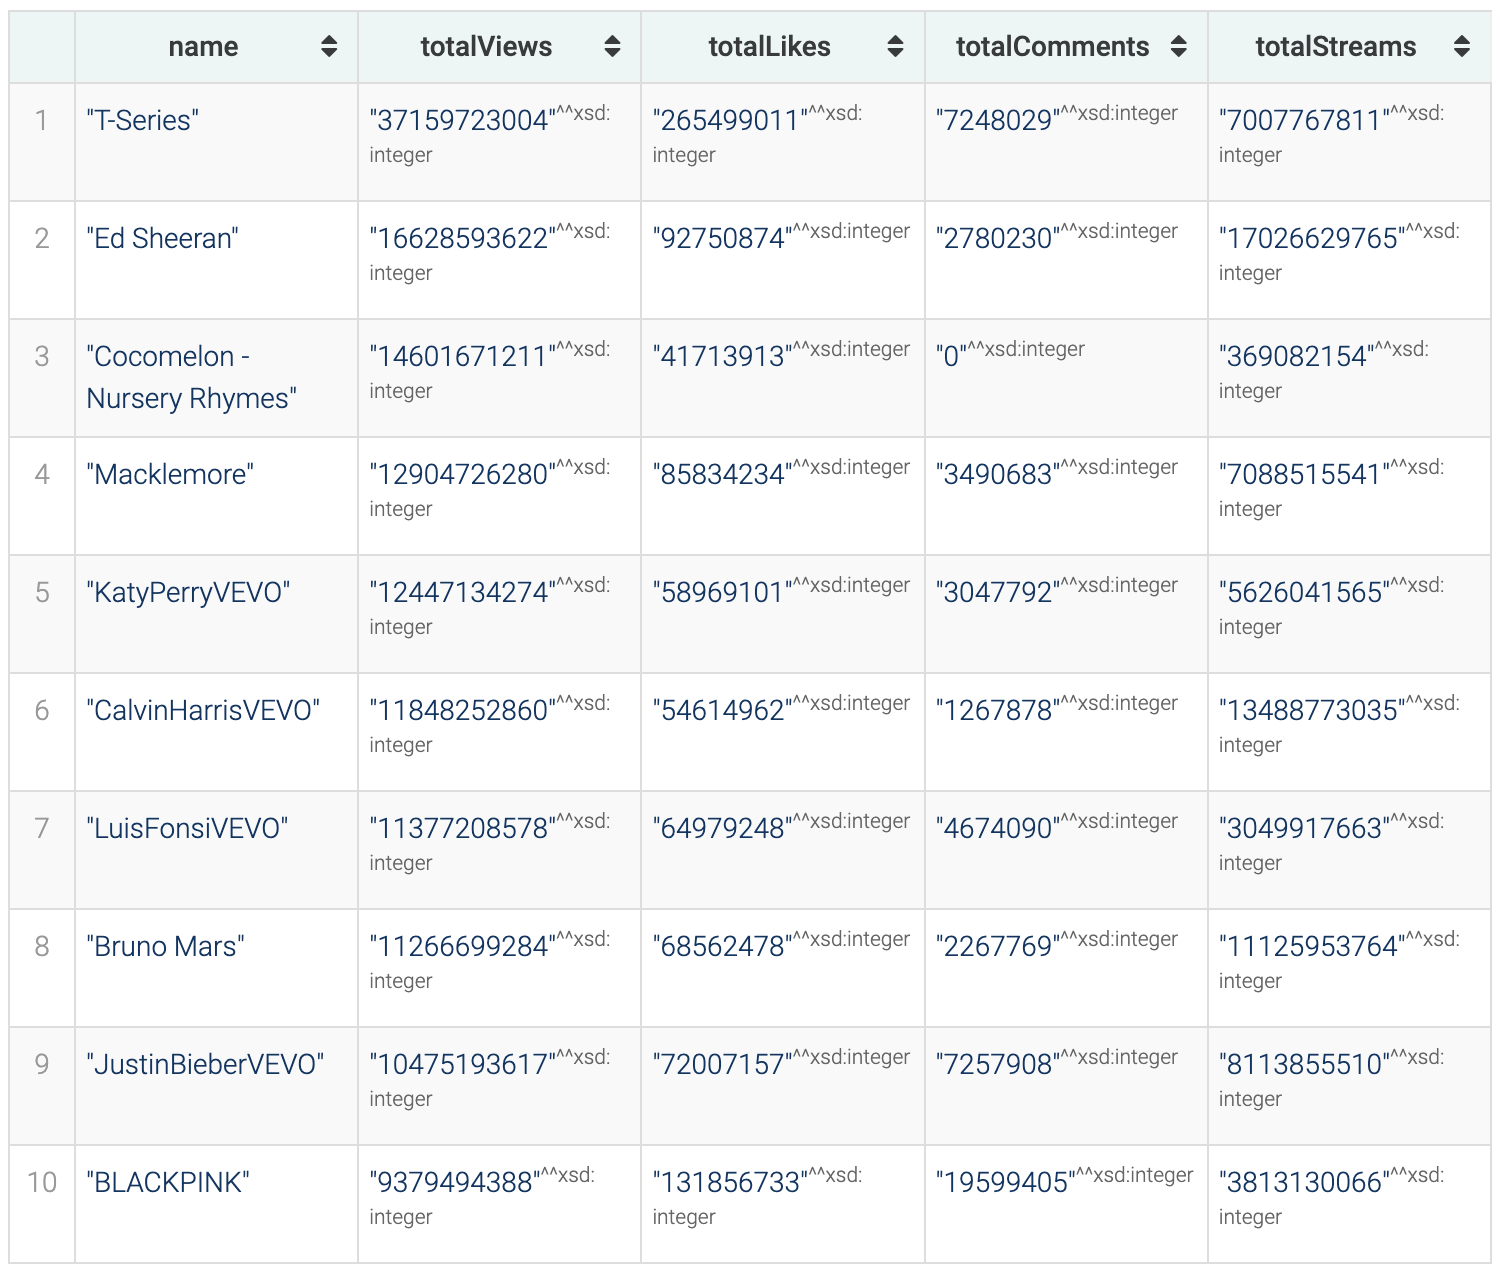 name totalViews totalLikes totalComments totalStreams
1 "T-Series" "37159723004"^^xsd: "265499011"^^xsd: "7248029"^^xsd:integer "7007767811"^^xsd:
integer integer integer
2 "Ed Sheeran" "16628593622"^^xsd: "92750874"^^xsd:integer "2780230"^^xsd:integer "17026629765"^^xsd:
integer integer
3 "Cocomelon - "14601671211"^^xsd: "41713913"^^xsd:integer "0"^^xsd:integer "369082154"^^xsd:
Nursery Rhymes" integer integer
4 "Macklemore" "12904726280"^^xsd: "85834234"^^xsd:integer "3490683"^^xsd:integer "7088515541"^^xsd:
integer integer
5 "KatyPerryVEVO" "12447134274"^^xsd: "58969101"^^xsd:integer "3047792"^^xsd:integer "5626041565"^^xsd:
integer integer
6 "CalvinHarrisVEVO" "11848252860"^^xsd: "54614962"^^xsd:integer "1267878"^^xsd:integer "13488773035"^^xsd:
integer integer
7 "LuisFonsiVEVO" "11377208578"^^xsd: "64979248"^^xsd:integer "4674090"^^xsd:integer "3049917663"^^xsd:
integer integer
8 "Bruno Mars" "11266699284"^^xsd: "68562478"^^xsd:integer "2267769"^^xsd:integer "11125953764"^^xsd:
integer integer
9 "JustinBieberVEVO" "10475193617"^^xsd: "72007157"^^xsd:integer "7257908"^^xsd:integer "8113855510"^^xsd:
integer integer
10 "BLACKPINK" "9379494388"^^xsd: "131856733"^^xsd: "19599405"^^xsd:integer "3813130066"^^xsd:
integer integer integer